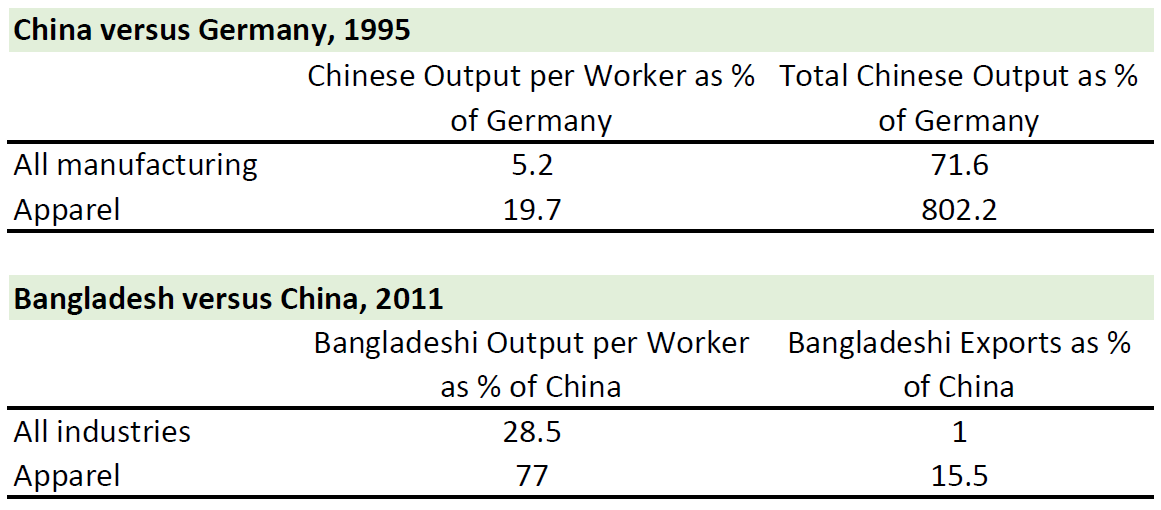 China versus Germany, 1995
Chinese Output per Worker as % Total Chinese Output as %
of Germany of Germany
All manufacturing 5.2 71.6
Apparel 19.7 802.2
Bangladesh versus China, 2011
Bangladeshi Output per Worker Bangladeshi Exports as %
as % of China of China
All industries 28.5 1
Apparel 77 15.5